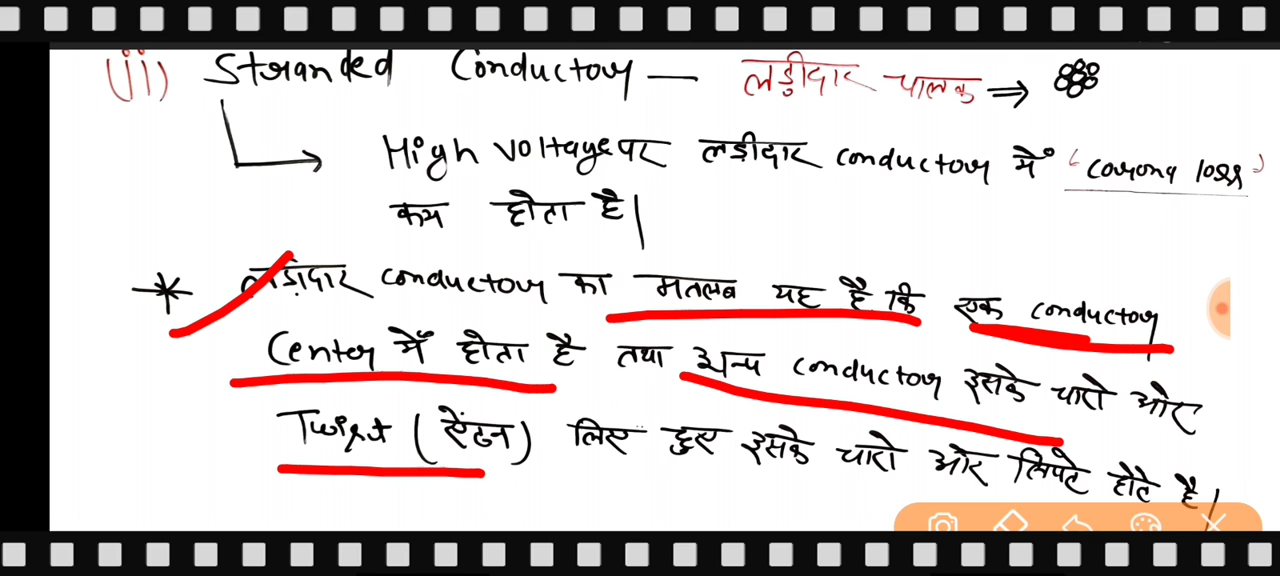 (ii) Stranded Conductor — लड़ीदार चालक ⇒
High voltage पर लड़ीदार conductor में "corona loss"
कम होता है|
* लड़ीदार conductor का मतलब यह है कि एक conductor
Center में होता है तथा अन्य conductor इसके चारो ओर
Twist (ऐंठन) लिए हुए इसके चारो ओर लिपटे होते है|